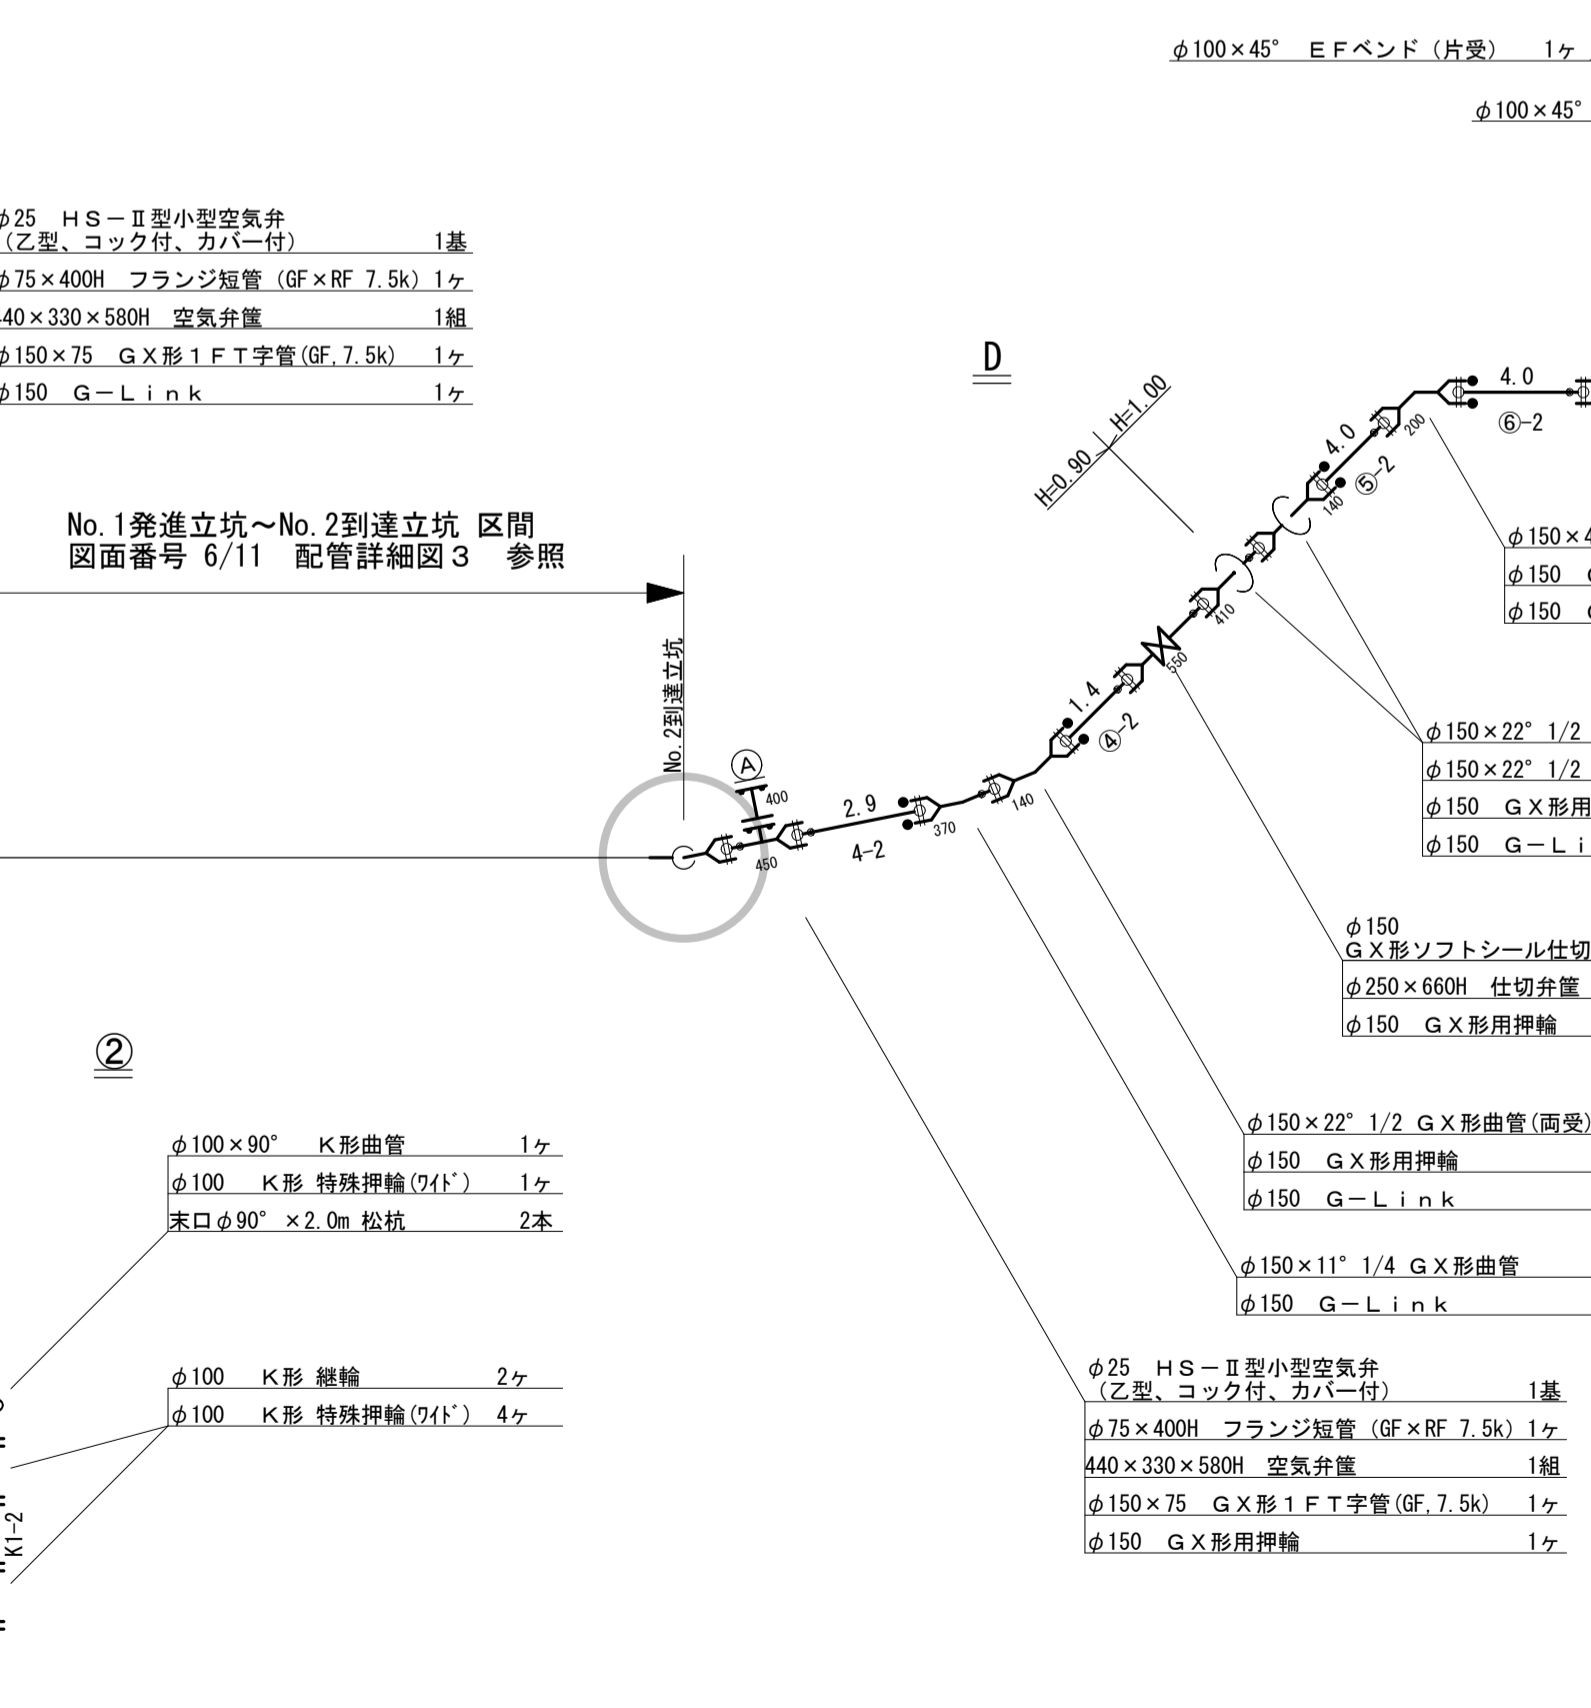 φ100×45° ＥＦベンド（片受） 1ヶ
φ100×45°
φ25 ＨＳ－Ⅱ型小型空気弁
（乙型、コック付、カバー付） 1基
φ75×400H フランジ短管（GF×RF 7.5k） 1ヶ
40×330×580H 空気弁筐 1組
φ150×75 ＧＸ形１ＦＴ字管(GF,7.5k) 1ヶ
φ150 Ｇ－Ｌｉｎｋ 1ヶ
D
H=1.00
H=0.90
4.0
⑥-2
200
4.0
⑤-2
140
No.1発進立坑～No.2到達立坑 区間
図面番号 6/11 配管詳細図３ 参照
φ150×4
φ150
φ150
410
550
No.2到達立坑
1.4
④-2
φ150×22° 1/2
φ150×22° 1/2
φ150 ＧＸ形用
φ150 Ｇ－Ｌｉ
Ⓐ
400
2.9
4-2
450
370
140
φ150
ＧＸ形ソフトシール仕切
φ250×660H 仕切弁筐
φ150 ＧＸ形用押輪
②
φ100×90° Ｋ形曲管 1ヶ
φ100 Ｋ形 特殊押輪(ﾜｲﾄﾞ) 1ヶ
末口φ90° ×2.0m 松杭 2本
φ150×22° 1/2 ＧＸ形曲管(両受)
φ150 ＧＸ形用押輪
φ150 Ｇ－Ｌｉｎｋ
φ150×11° 1/4 ＧＸ形曲管
φ150 Ｇ－Ｌｉｎｋ
φ100 Ｋ形 継輪 2ヶ
φ100 Ｋ形 特殊押輪(ﾜｲﾄﾞ) 4ヶ
K1-2
φ25 ＨＳ－Ⅱ型小型空気弁
（乙型、コック付、カバー付） 1基
φ75×400H フランジ短管（GF×RF 7.5k） 1ヶ
440×330×580H 空気弁筐 1組
φ150×75 ＧＸ形１ＦＴ字管(GF,7.5k) 1ヶ
φ150 ＧＸ形用押輪 1ヶ